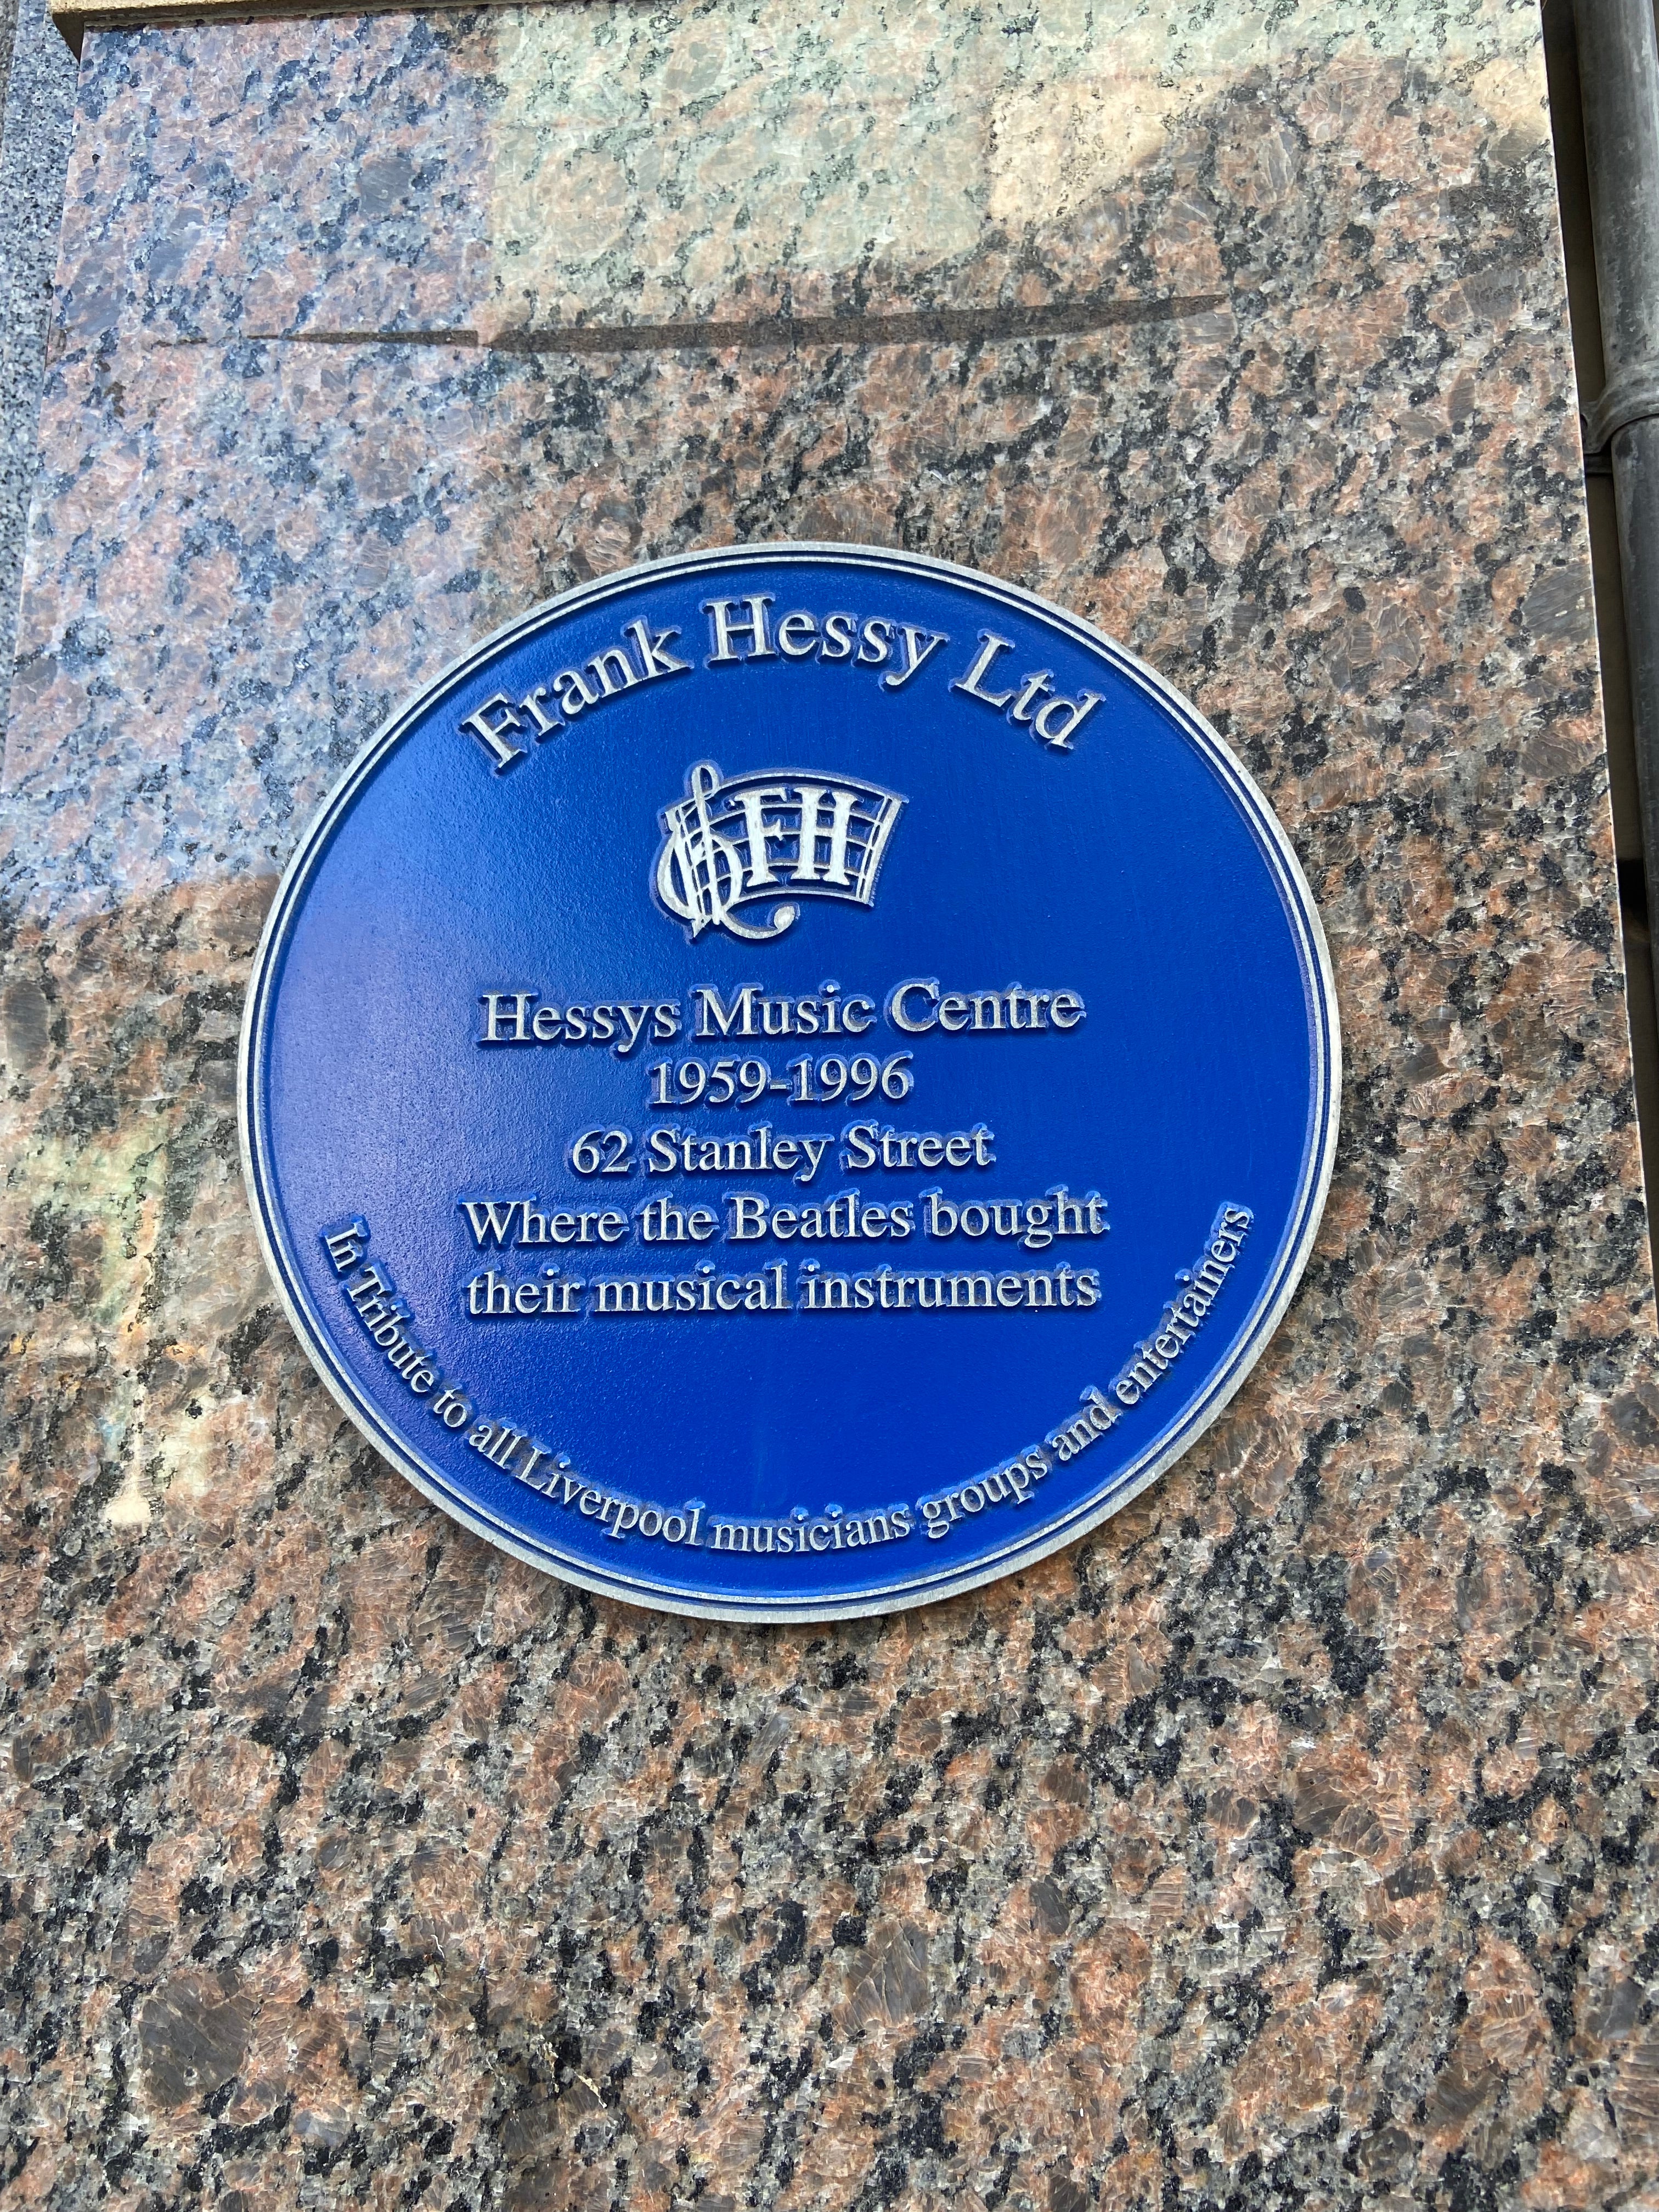 Frank Hessy Ltd
FH
Hessys Music Centre
1959-1996
62 Stanley Street
Where the Beatles bought
their musical instruments
In Tribute to all Liverpool musicians groups and entertainers